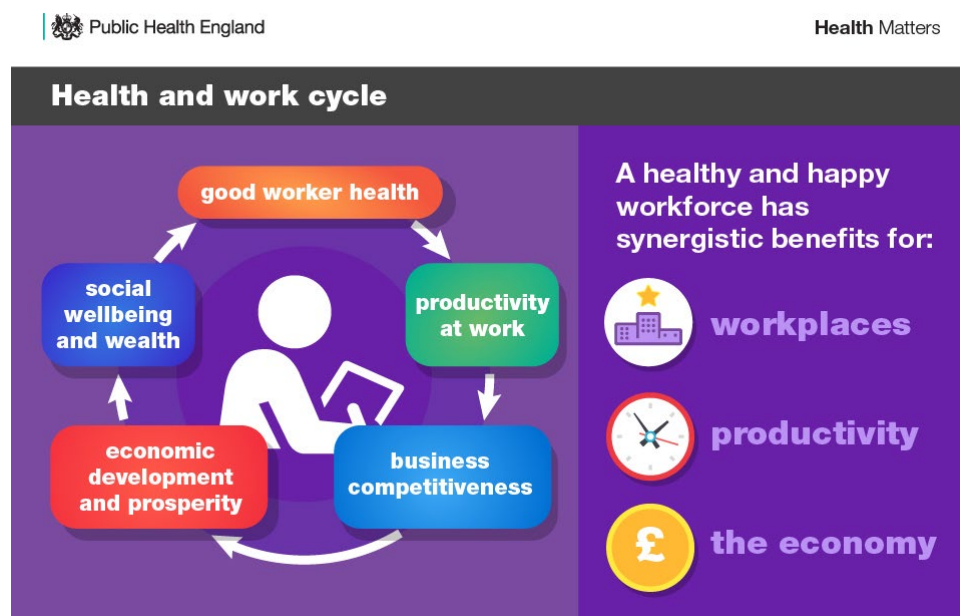 Public Health England
Health Matters
Health and work cycle
good worker health
productivity
at work
business
competitiveness
economic
development
and prosperity
social
wellbeing
and wealth
A healthy and happy
workforce has
synergistic benefits for:
workplaces
productivity
£
the economy